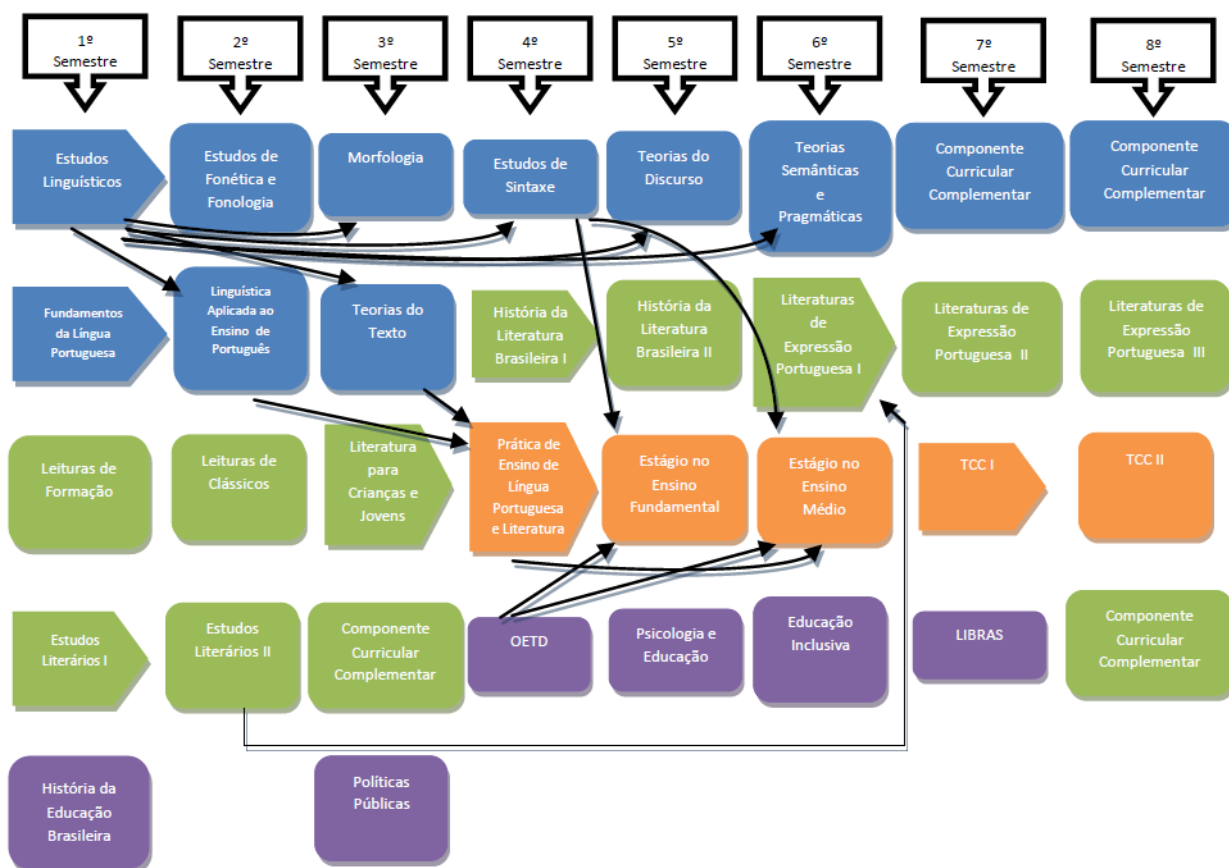 1º
Semestre
2º
Semestre
3º
Semestre
4º
Semestre
5º
Semestre
6º
Semestre
7º
Semestre
8º
Semestre
Estudos
Linguísticos
Estudos de
Fonética e
Fonologia
Morfologia
Estudos de
Sintaxe
Teorias do
Discurso
Teorias
Semânticas
e
Pragmáticas
Componente
Curricular
Complementar
Componente
Curricular
Complementar
Fundamentos
da Língua
Portuguesa
Linguística
Aplicada ao
Ensino de
Português
Teorias do
Texto
História da
Literatura
Brasileira I
História da
Literatura
Brasileira II
Literaturas
de
Expressão
Portuguesa I
Literaturas de
Expressão
Portuguesa II
Literaturas de
Expressão
Portuguesa III
Leituras de
Formação
Leituras de
Clássicos
Literatura
para
Crianças e
Jovens
Prática de
Ensino de
Língua
Portuguesa
e Literatura
Estágio no
Ensino
Fundamental
Estágio no
Ensino
Médio
TCC I
TCC II
Estudos
Literários I
Estudos
Literários II
Componente
Curricular
Complementar
OETD
Psicologia e
Educação
Educação
Inclusiva
LIBRAS
Componente
Curricular
Complementar
História da
Educação
Brasileira
Políticas
Públicas